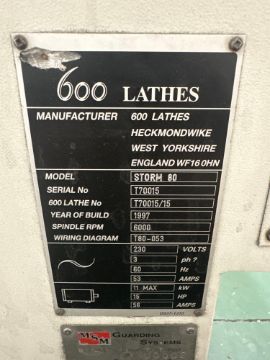 600 LATHES
MANUFACTURER 600 LATHES
HECKMONDWIKE
WEST YORKSHIRE
ENGLAND WF16 0HN
MODEL STORM 80
SERIAL No T70015
600 LATHE No T70015/15
YEAR OF BUILD 1997
SPINDLE RPM 6000
WIRING DIAGRAM T80-053
230 VOLTS
3 ph ?
60 Hz
53 AMPS
11 MAX kW
15 HP
56 AMPS
GUARDING
SYSTEMS